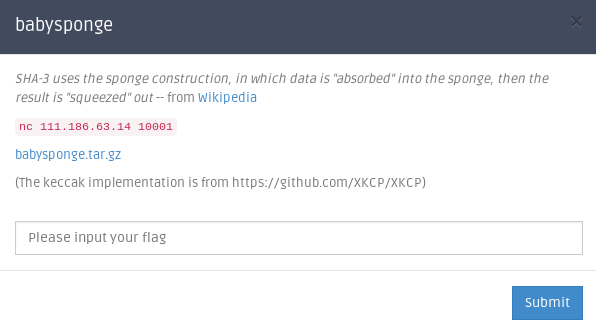 babysponge
×
SHA-3 uses the sponge construction, in which data is "absorbed" into the sponge, then the
result is "squeezed" out -- from Wikipedia
nc 111.186.63.14 10001
babysponge.tar.gz
(The keccak implementation is from https://github.com/XKCP/XKCP)
Please input your flag
Submit